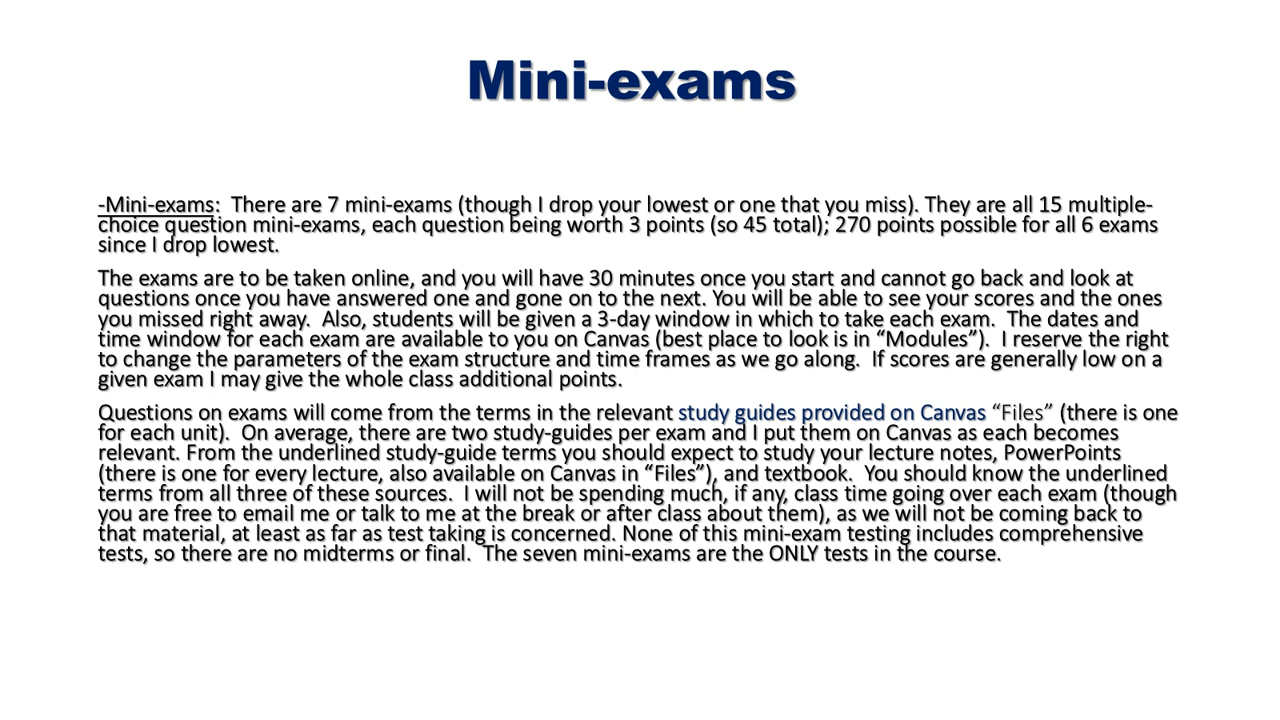 Mini-exams
-Mini-exams:  There are 7 mini-exams (though I drop your lowest or one that you miss). They are all 15 multiple-
choice question mini-exams, each question being worth 3 points (so 45 total); 270 points possible for all 6 exams
since I drop lowest.
The exams are to be taken online, and you will have 30 minutes once you start and cannot go back and look at
questions once you have answered one and gone on to the next. You will be able to see your scores and the ones
you missed right away.  Also, students will be given a 3-day window in which to take each exam.  The dates and
time window for each exam are available to you on Canvas (best place to look is in “Modules”).  I reserve the right
to change the parameters of the exam structure and time frames as we go along.  If scores are generally low on a
given exam I may give the whole class additional points.
Questions on exams will come from the terms in the relevant study guides provided on Canvas “Files” (there is one
for each unit).  On average, there are two study-guides per exam and I put them on Canvas as each becomes
relevant. From the underlined study-guide terms you should expect to study your lecture notes, PowerPoints
(there is one for every lecture, also available on Canvas in “Files”), and textbook.  You should know the underlined
terms from all three of these sources.  I will not be spending much, if any, class time going over each exam (though
you are free to email me or talk to me at the break or after class about them), as we will not be coming back to
that material, at least as far as test taking is concerned. None of this mini-exam testing includes comprehensive
tests, so there are no midterms or final.  The seven mini-exams are the ONLY tests in the course.